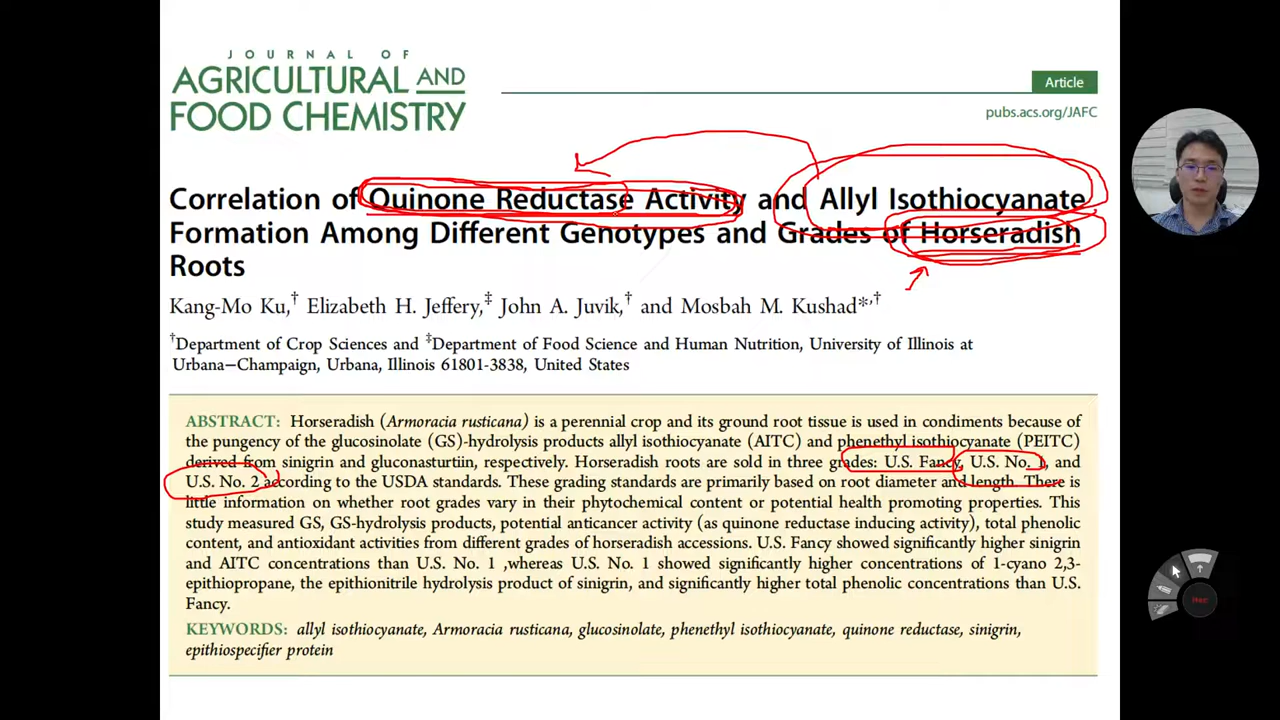 JOURNAL OF
AGRICULTURAL AND
FOOD CHEMISTRY
Article
pubs.acs.org/JAFC
Correlation of Quinone Reductase Activity and Allyl Isothiocyanate
Formation Among Different Genotypes and Grades of Horseradish
Roots
Kang-Mo Ku,† Elizabeth H. Jeffery,‡ John A. Juvik,† and Mosbah M. Kushad*,†
†Department of Crop Sciences and ‡Department of Food Science and Human Nutrition, University of Illinois at
Urbana−Champaign, Urbana, Illinois 61801-3838, United States
ABSTRACT: Horseradish (Armoracia rusticana) is a perennial crop and its ground root tissue is used in condiments because of
the pungency of the glucosinolate (GS)-hydrolysis products allyl isothiocyanate (AITC) and phenethyl isothiocyanate (PEITC)
derived from sinigrin and gluconasturtiin, respectively. Horseradish roots are sold in three grades: U.S. Fancy, U.S. No. 1, and
U.S. No. 2 according to the USDA standards. These grading standards are primarily based on root diameter and length. There is
little information on whether root grades vary in their phytochemical content or potential health promoting properties. This
study measured GS, GS-hydrolysis products, potential anticancer activity (as quinone reductase inducing activity), total phenolic
content, and antioxidant activities from different grades of horseradish accessions. U.S. Fancy showed significantly higher sinigrin
and AITC concentrations than U.S. No. 1 ,whereas U.S. No. 1 showed significantly higher concentrations of 1-cyano 2,3-
epithiopropane, the epithionitrile hydrolysis product of sinigrin, and significantly higher total phenolic concentrations than U.S.
Fancy.
KEYWORDS: allyl isothiocyanate, Armoracia rusticana, glucosinolate, phenethyl isothiocyanate, quinone reductase, sinigrin,
epithiospecifier protein